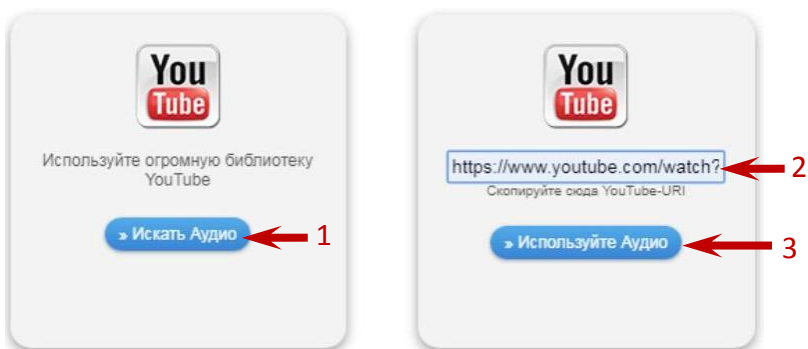 You
Tube
Используйте огромную библиотеку
YouTube
» Искать Аудио
1
You
Tube
https://www.youtube.com/watch?
2
Скопируйте сюда YouTube-URI
» Используйте Аудио
3